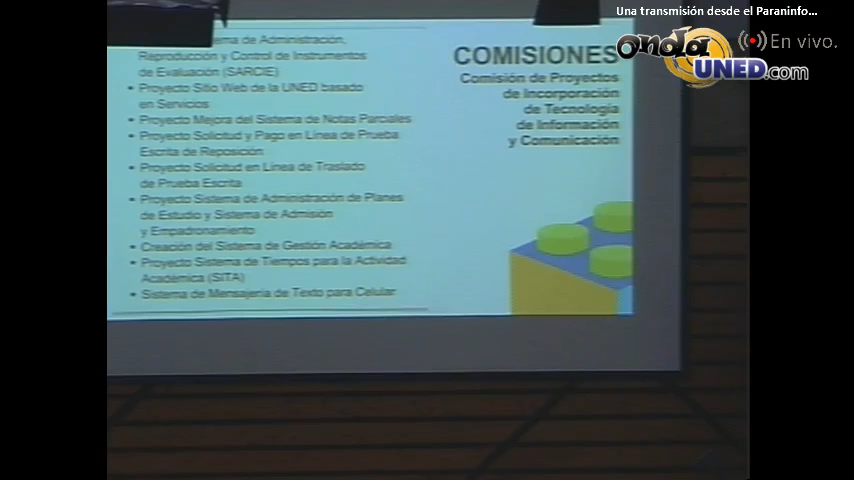 Una transmisión desde el Paraninfo...
onda
UNED.com
En vivo.
de Administración,
Reproducción y Control de Instrumentos
de Evaluación (SARCIE)
• Proyecto Sitio Web de la UNED basado
en Servicios
• Proyecto Mejora del Sistema de Notas Parciales
• Proyecto Solicitud y Pago en Línea de Prueba
Escrita de Reposición
• Proyecto Solicitud en Línea de Traslado
de Prueba Escrita
• Proyecto Sistema de Administración de Planes
de Estudio y Sistema de Admisión
y Empadronamiento
• Creación del Sistema de Gestión Académica
• Proyecto Sistema de Tiempos para la Actividad
Académica (SITA)
• Sistema de Mensajería de Texto para Celular
COMISIONES
Comisión de Proyectos
de Incorporación
de Tecnología
de Información
y Comunicación